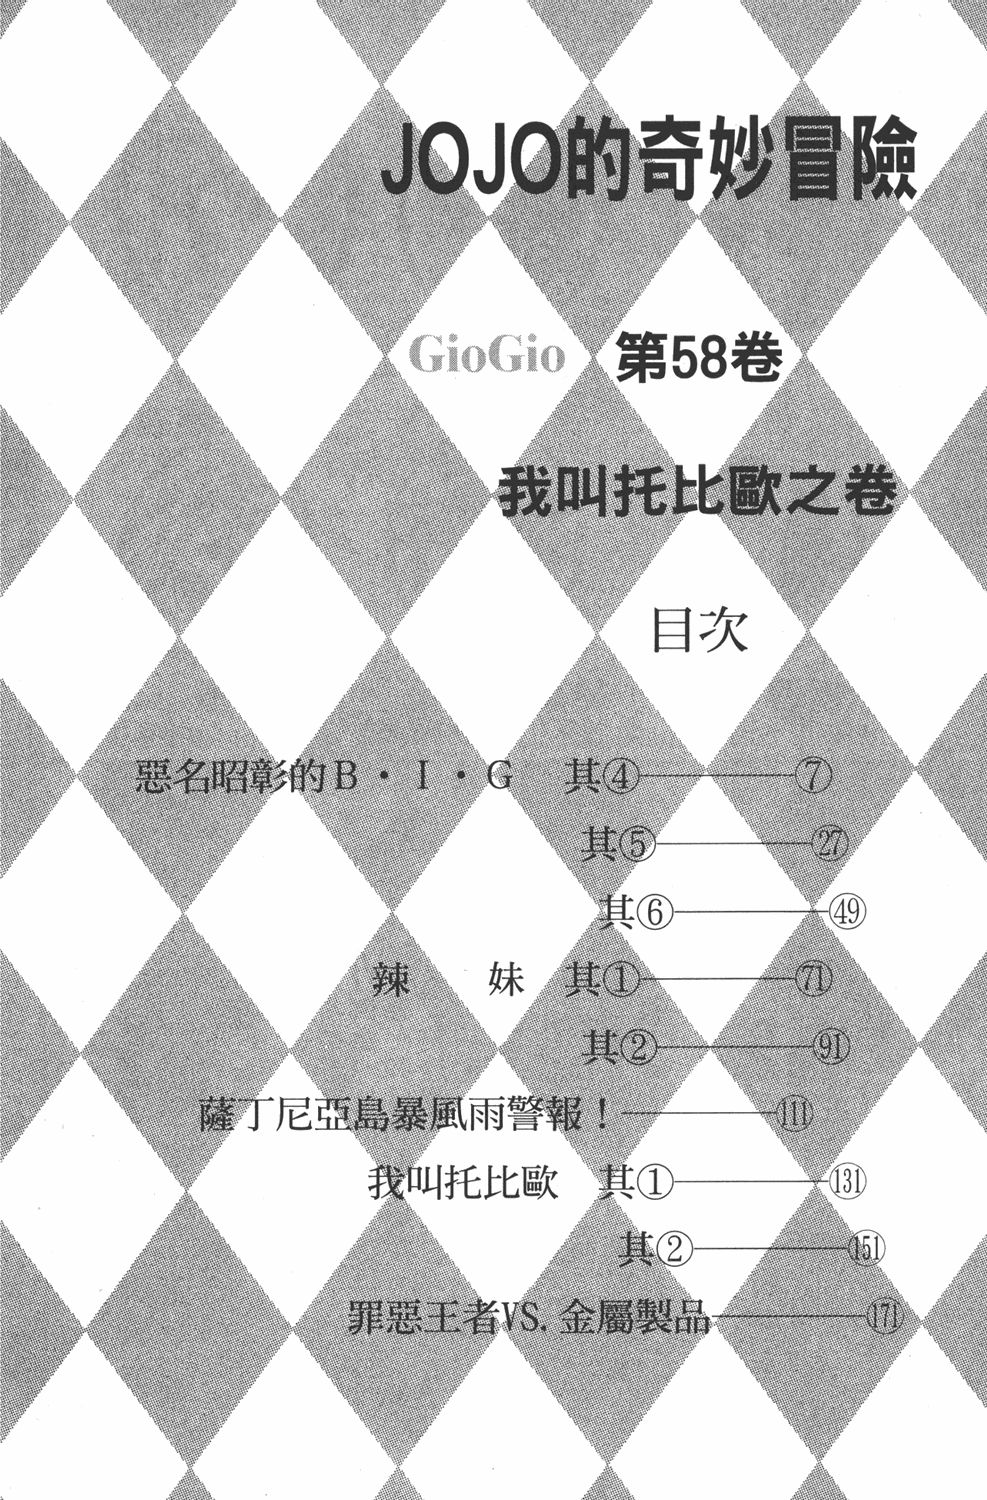 JOJO的奇妙冒險
GioGio 第58卷
我叫托比歐之卷
目次
惡名昭彰的B・I・G 其④ ⑦
其⑤ ㉗
其⑥ ㊾
辣妹 其① 71
其② 91
薩丁尼亞島暴風雨警報！ 111
我叫托比歐 其① 131
其② 151
罪惡王者VS.金屬製品 171